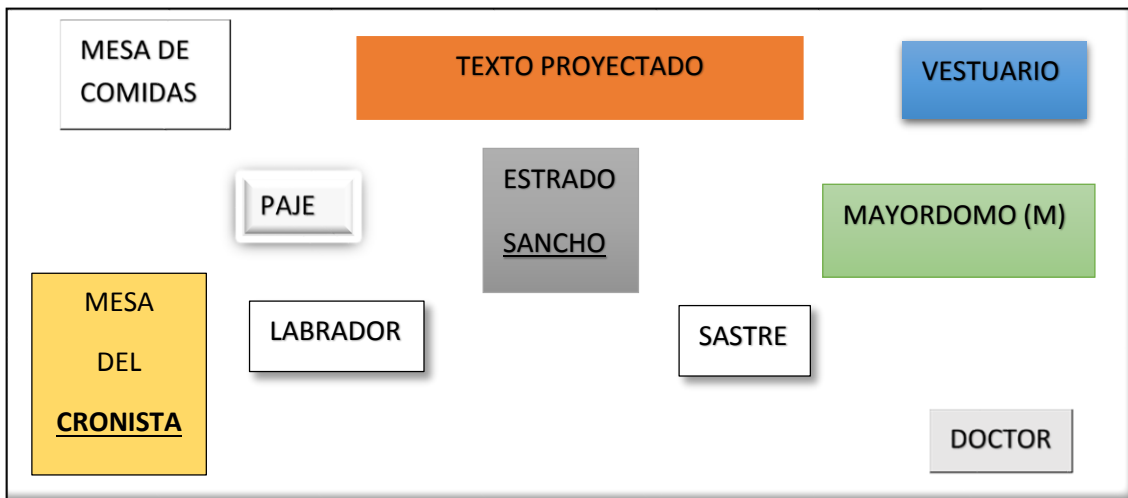 MESA DE
COMIDAS
TEXTO PROYECTADO
VESTUARIO
PAJE
ESTRADO
SANCHO
MAYORDOMO (M)
MESA
DEL
CRONISTA
LABRADOR
SASTRE
DOCTOR